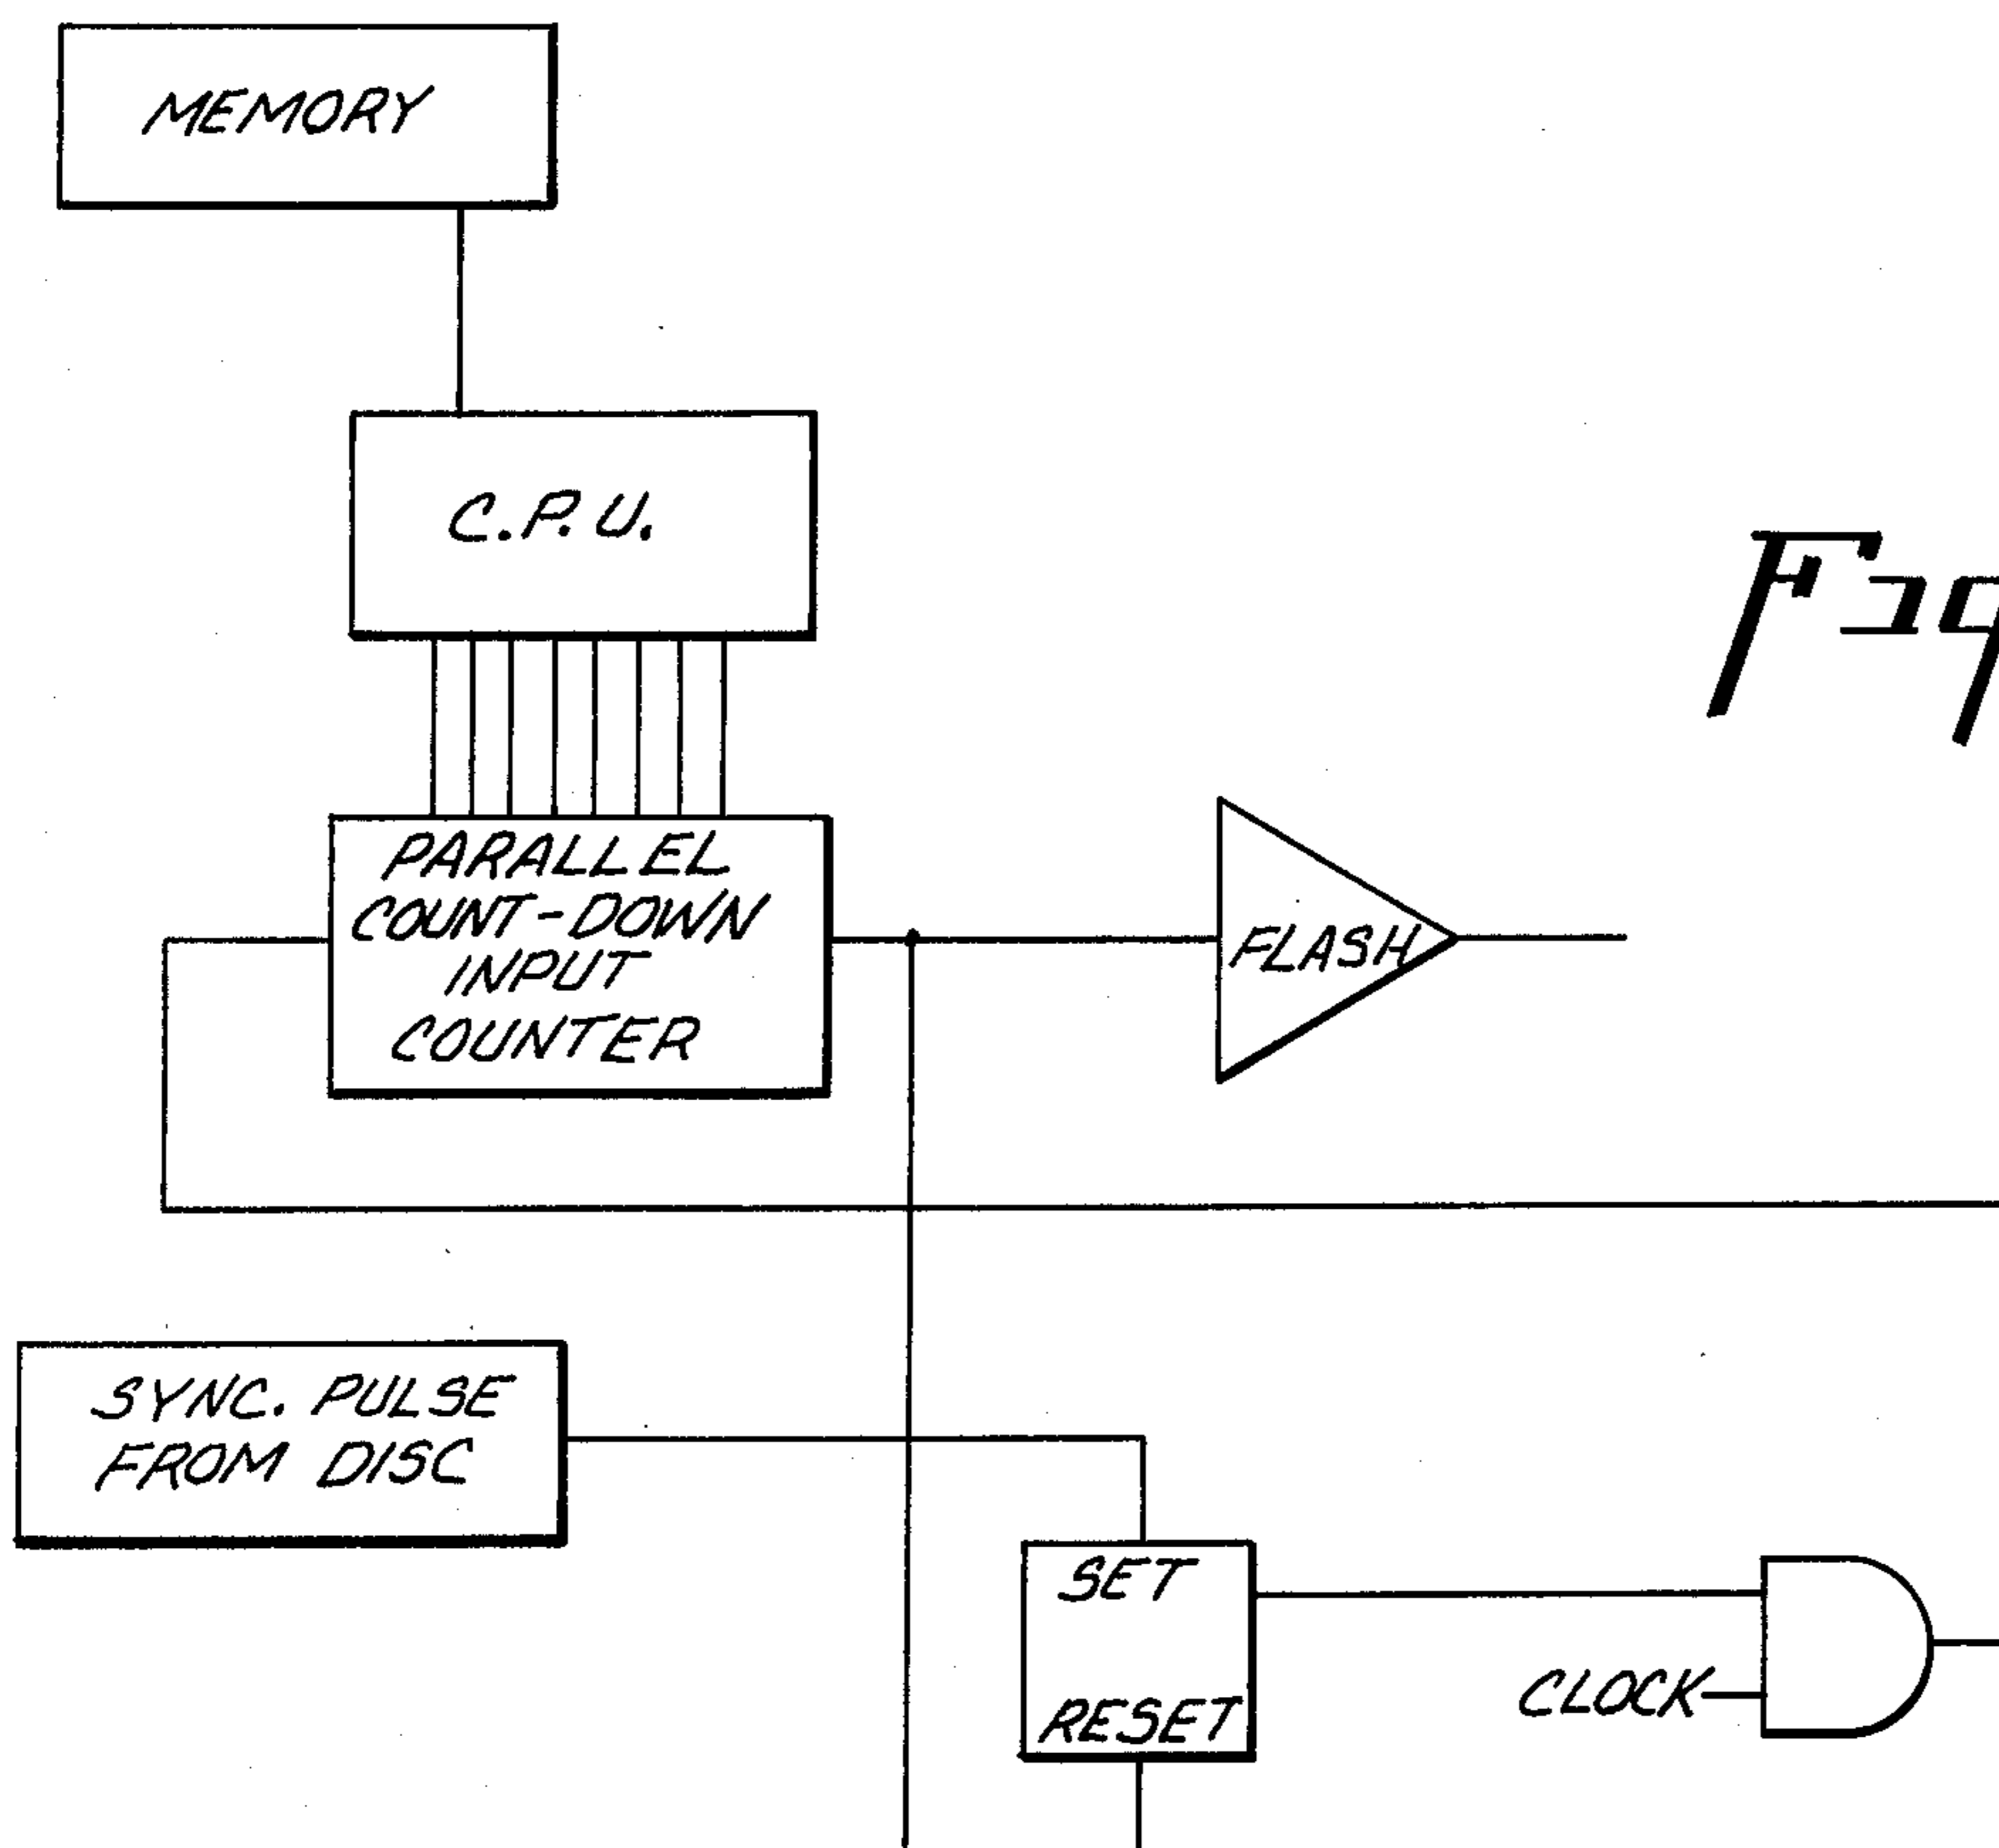 MEMORY
C.P.U.
PARALLEL
COUNT-DOWN
INPUT
COUNTER
FLASH
SYNC. PULSE
FROM DISC
SET
RESET
CLOCK